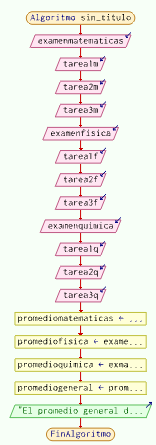 Algoritmo sin_titulo
examenmatematicas
tarea1m
tarea2m
tarea3m
examenfisica
tarea1f
tarea2f
tarea3f
examenquimica
tarea1q
tarea2q
tarea3q
promediomatematicas ← ...
promediofisica ← exame...
promedioquimica ← exma...
promediogeneral ← prom...
"El promedio general d...
FinAlgoritmo